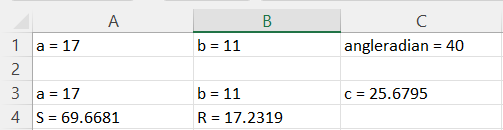 A B C
1 a = 17 b = 11 angleradian = 40
2
3 a = 17 b = 11 c = 25.6795
4 S = 69.6681 R = 17.2319